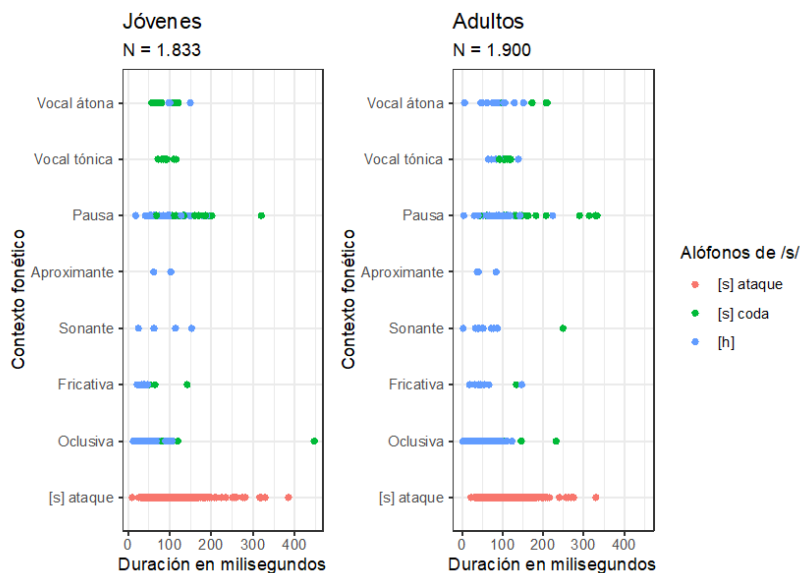 Jóvenes
N = 1.833
Contexto fonético
Vocal átona
Vocal tónica
Pausa
Aproximante
Sonante
Fricativa
Oclusiva
[s] ataque
0 100 200 300 400
Duración en milisegundos
Adultos
N = 1.900
Contexto fonético
Vocal átona
Vocal tónica
Pausa
Aproximante
Sonante
Fricativa
Oclusiva
[s] ataque
0 100 200 300 400
Duración en milisegundos
Alófonos de /s/
[s] ataque
[s] coda
[h]